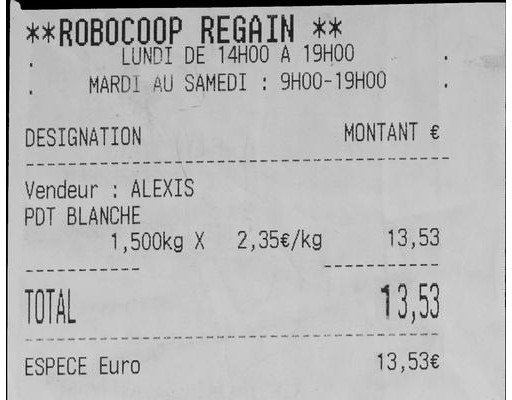 **ROBOCOOP REGAIN **
. LUNDI DE 14H00 A 19H00 .
. MARDI AU SAMEDI : 9H00-19H00 .
DESIGNATION MONTANT €
Vendeur : ALEXIS
PDT BLANCHE
1,500kg X 2,35€/kg 13,53
TOTAL 13,53
ESPECE Euro 13,53€